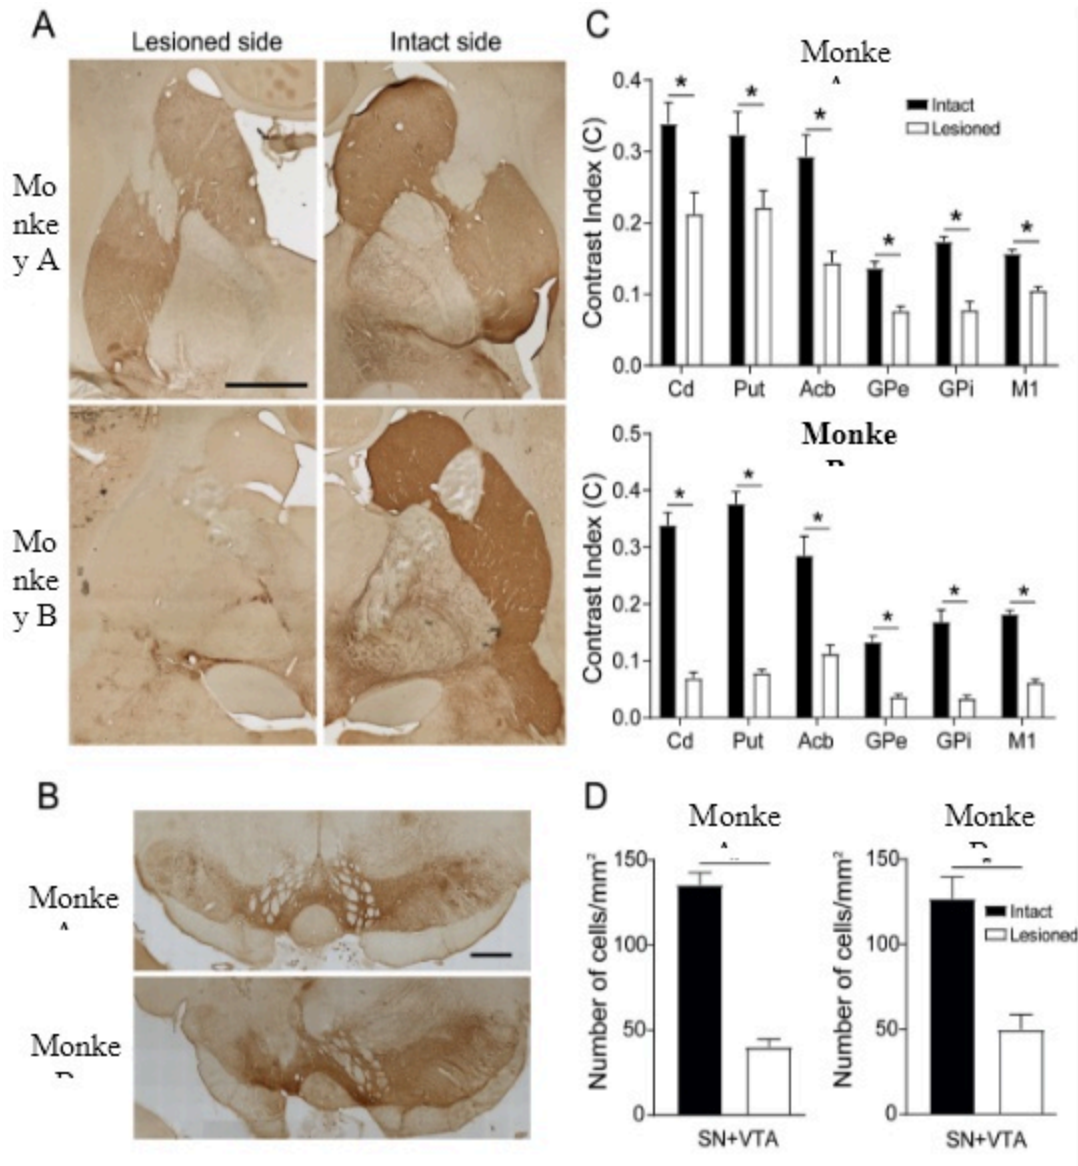 A
Lesioned side
Intact side
Mo
nke
y A
Mo
nke
y B
B
Monke
Monke
C
Monke
Contrast Index (C)
0.4
0.3
0.2
0.1
0.0
Intact
Lesioned
*
*
*
*
*
*
Cd Put Acb GPe GPi M1
Monke
Contrast Index (C)
0.5
0.4
0.3
0.2
0.1
0.0
*
*
*
*
*
*
Cd Put Acb GPe GPi M1
D
Monke
Number of cells/mm²
150
100
50
0
SN+VTA
Monke
Number of cells/mm²
150
100
50
0
Intact
Lesioned
SN+VTA